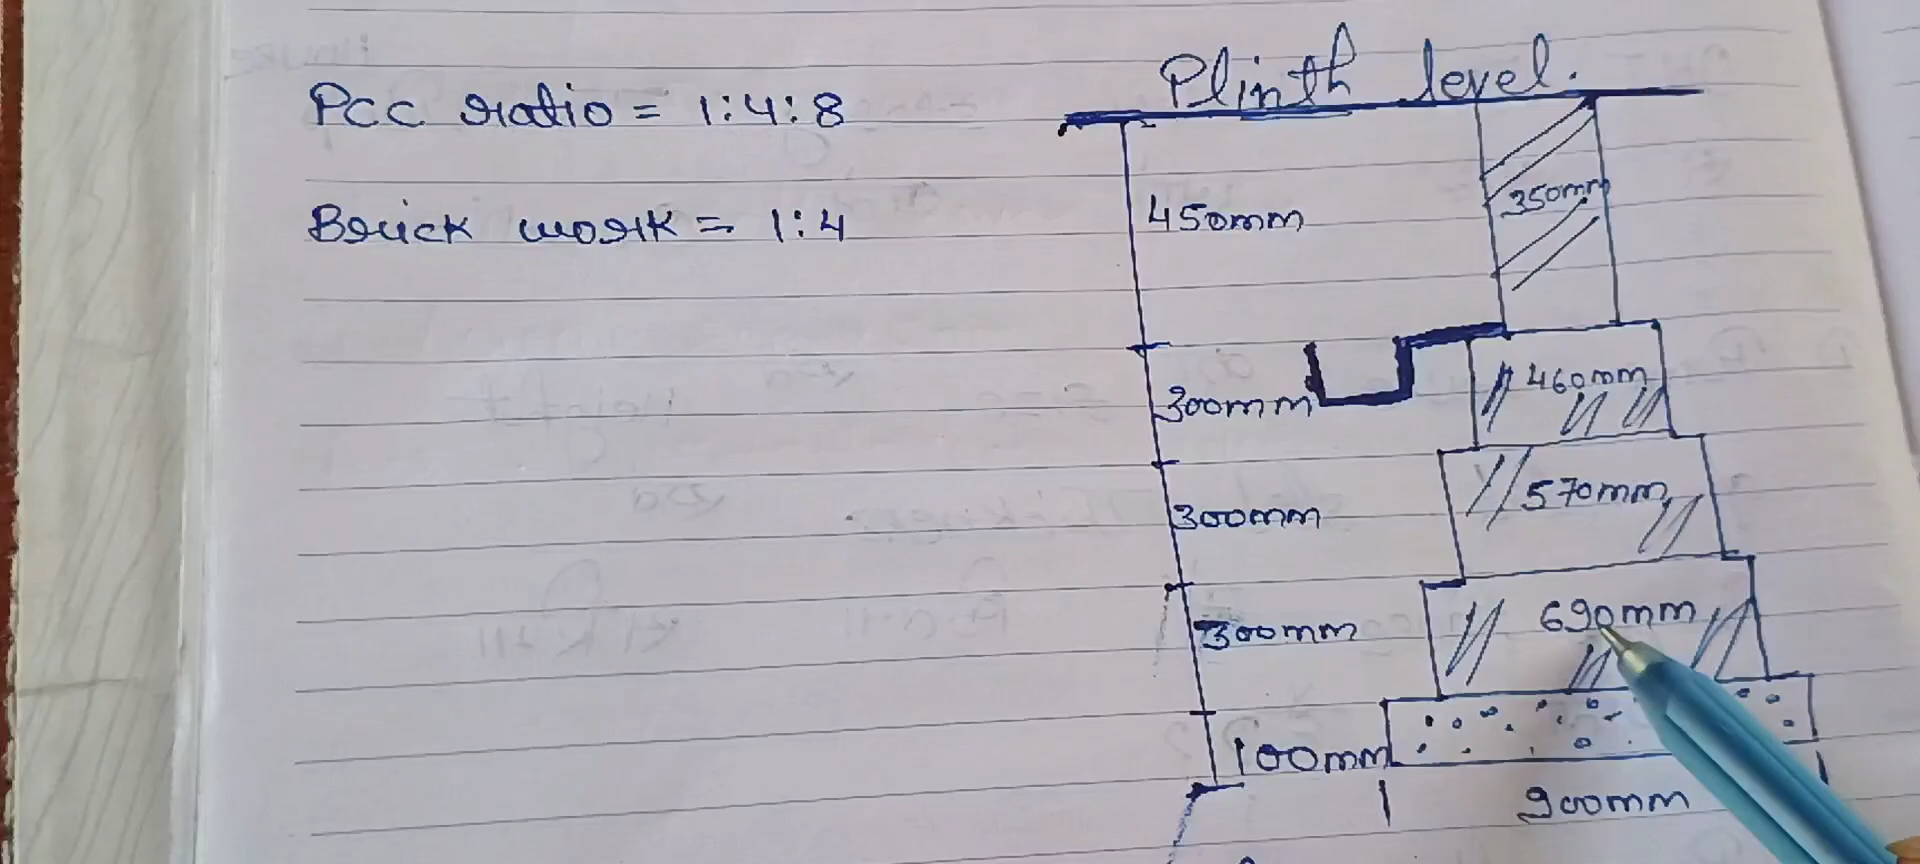 Plinth level.
PCC ratio = 1:4:8
350mm
Brick work = 1:4
450mm
460mm
300mm
570mm
300mm
690mm
300mm
100mm
900mm